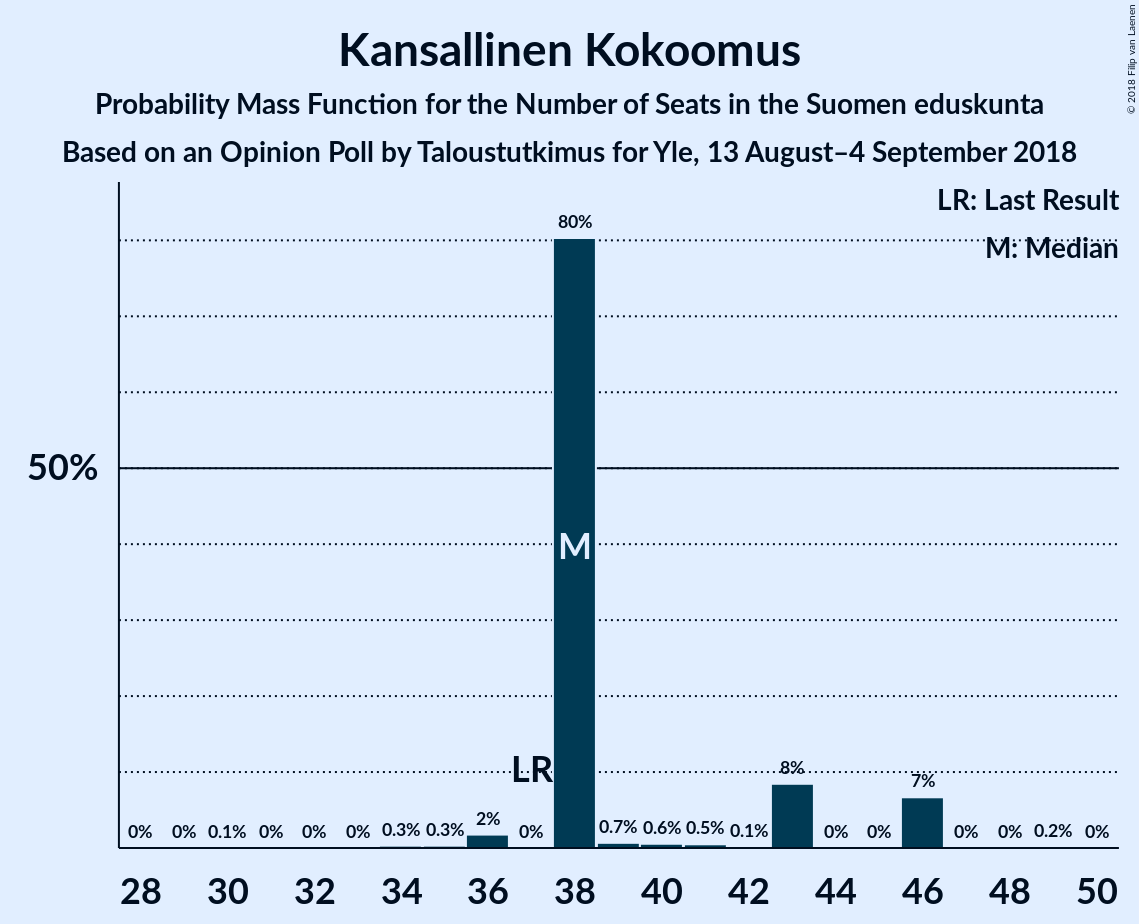 Kansallinen Kokoomus
Probability Mass Function for the Number of Seats in the Suomen eduskunta
Based on an Opinion Poll by Taloustutkimus for Yle, 13 August–4 September 2018
© 2018 Filip van Laenen
LR: Last Result
M: Median
80%
50%
M
LR
0% 0% 0.1% 0% 0% 0% 0.3% 0.3% 2% 0% 0.7% 0.6% 0.5% 0.1% 8% 0% 0% 7% 0% 0% 0.2% 0%
28 30 32 34 36 38 40 42 44 46 48 50